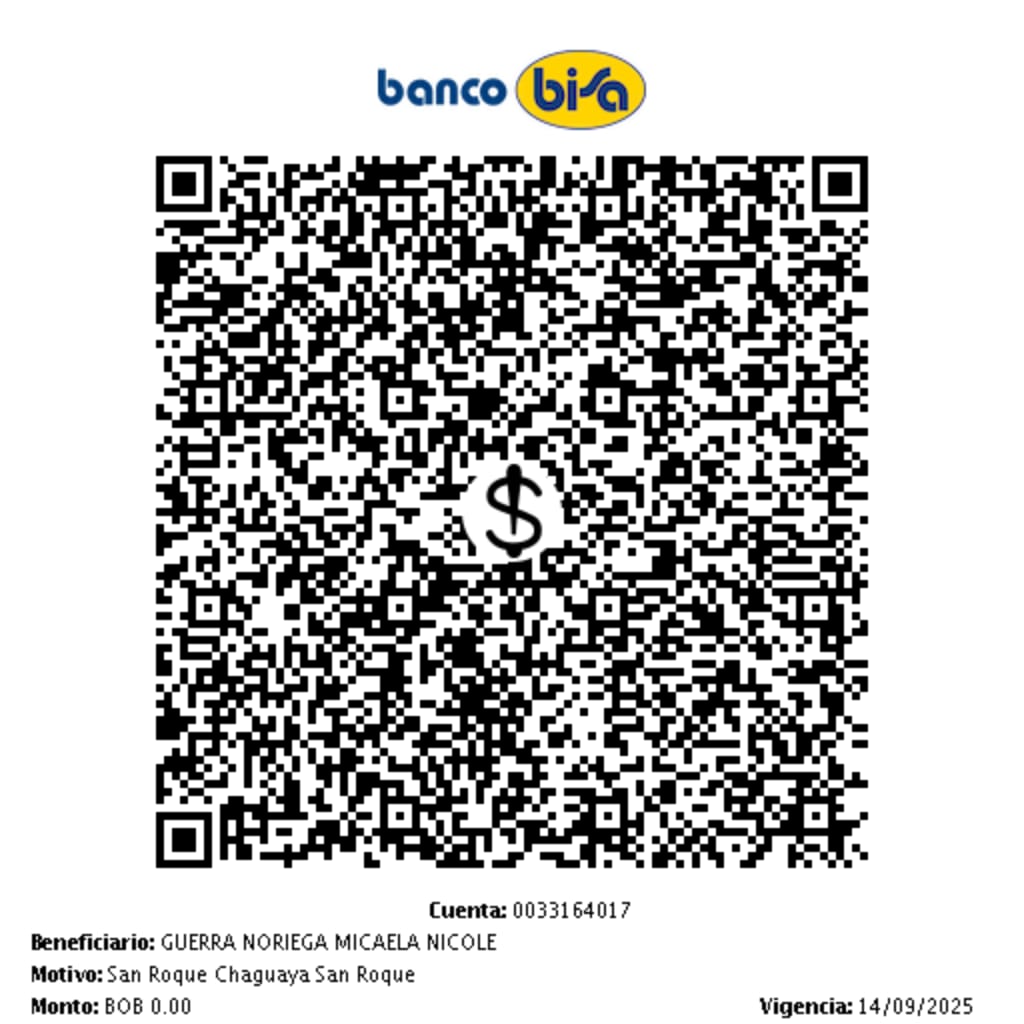 banco bisa
$
Cuenta: 0033164017
Beneficiario: GUERRA NORIEGA MICAELA NICOLE
Motivo: San Roque Chaguaya San Roque
Monto: BOB 0.00 Vigencia: 14/09/2025